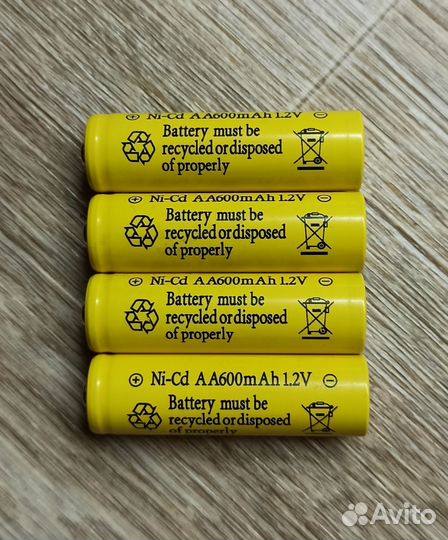 ⊕ Ni-Cd AA600mAh 1.2V
Battery must be
recycled or disposed
of properly
⊕ Ni-Cd AA600mAh 1.2V ⊖
Battery must be
recycled or disposed
of properly
⊕ Ni-Cd AA600mAh 1.2V ⊖
Battery must be
recycled or disposed
of properly
⊕ Ni-Cd AA600mAh 1.2V ⊖
Battery must be
recycled or disposed
of properly
Avito